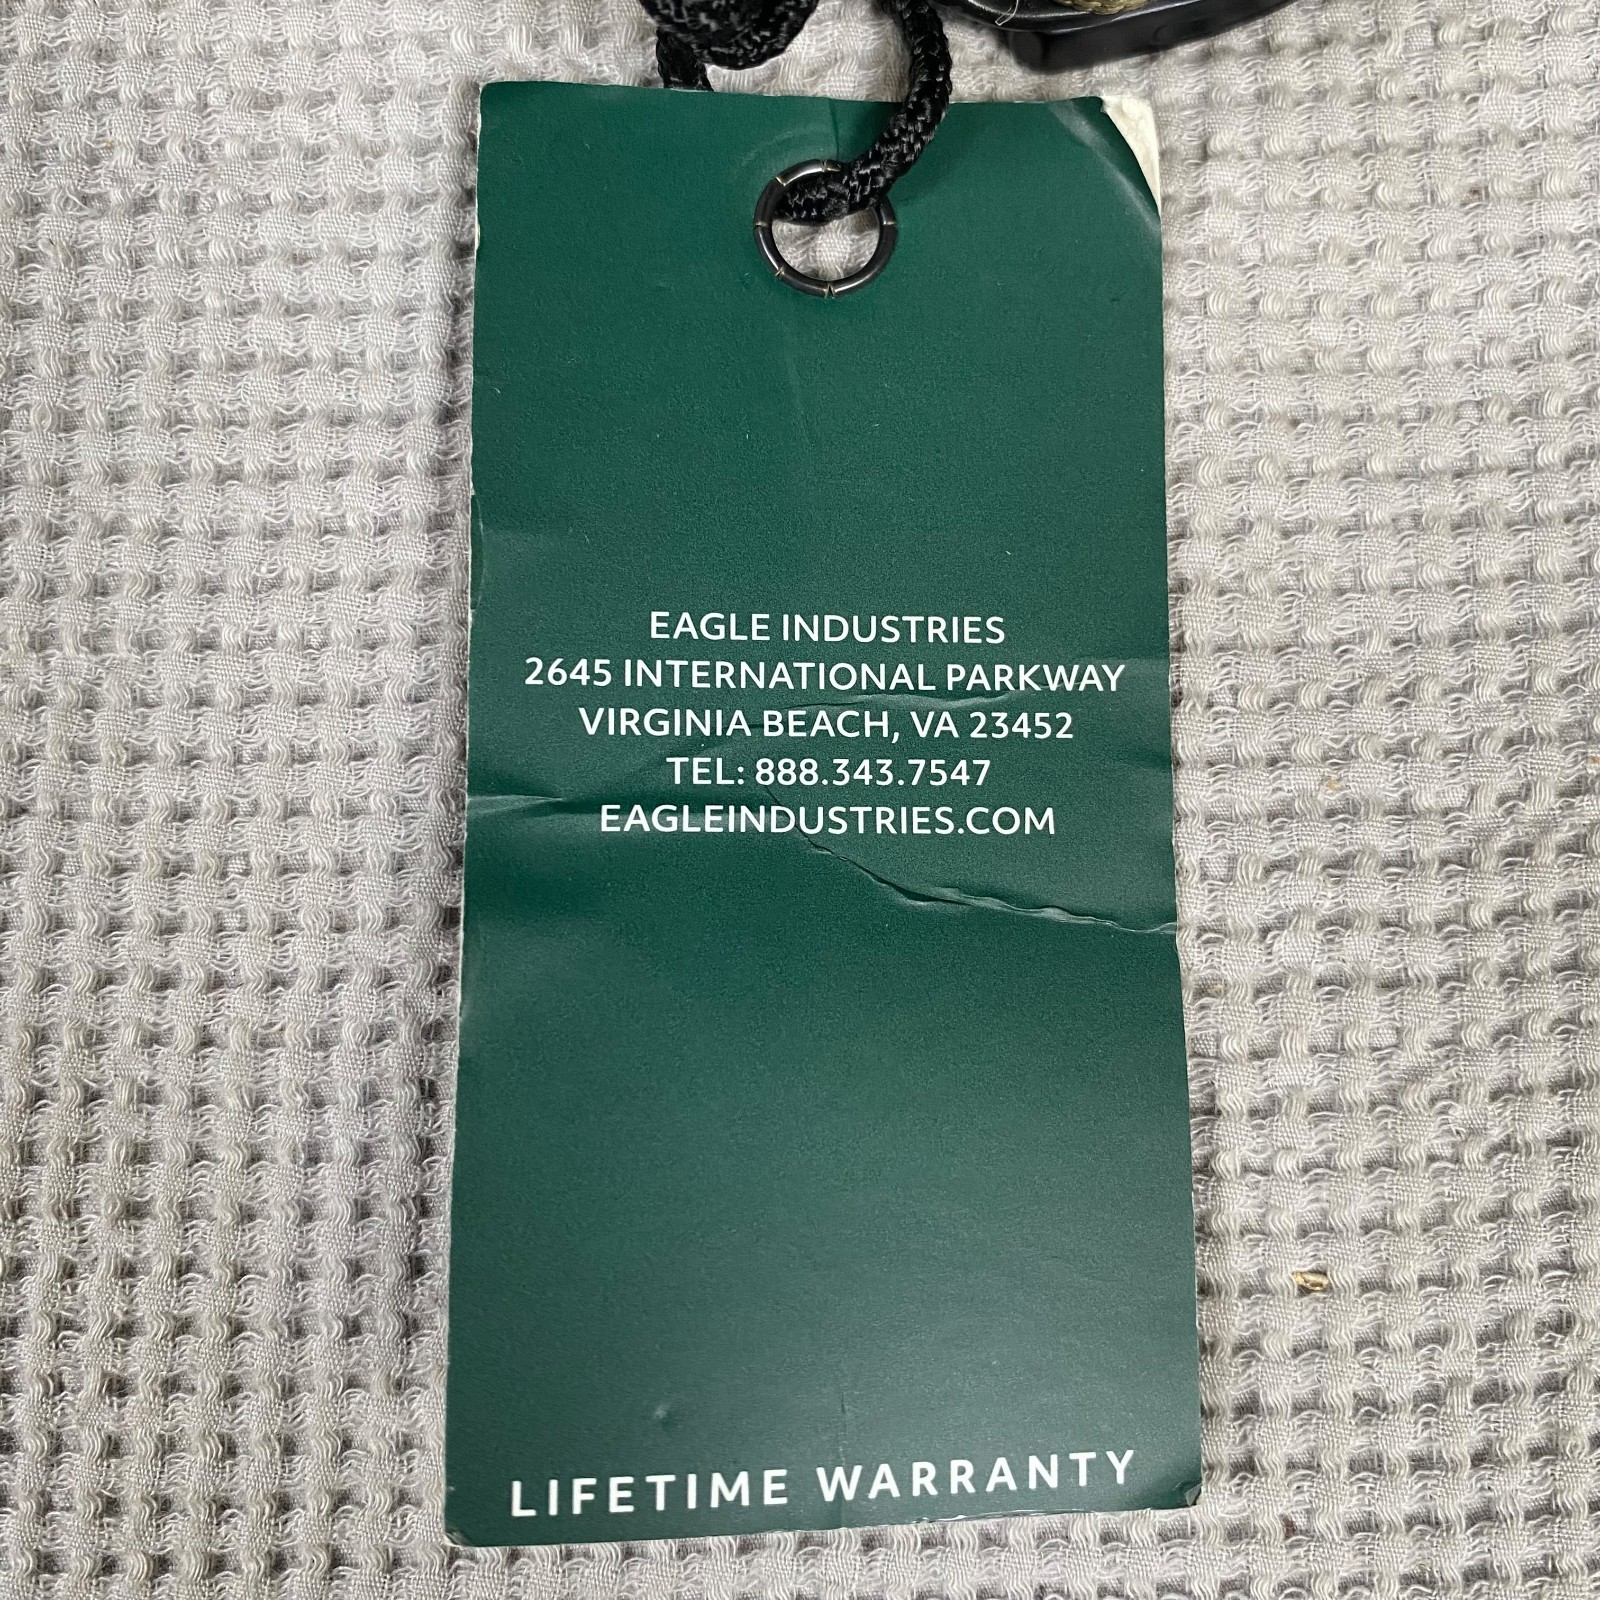 EAGLE INDUSTRIES
2645 INTERNATIONAL PARKWAY
VIRGINIA BEACH, VA 23452
TEL: 888.343.7547
EAGLEINDUSTRIES.COM
LIFETIME WARRANTY